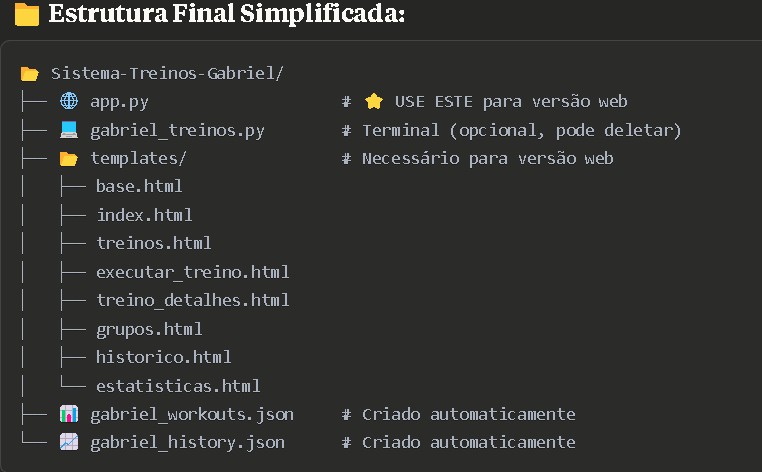 📁 Estrutura Final Simplificada:
📂 Sistema-Treinos-Gabriel/
├── 🌐 app.py # ⭐ USE ESTE para versão web
├── 💻 gabriel_treinos.py # Terminal (opcional, pode deletar)
├── 📂 templates/ # Necessário para versão web
│ ├── base.html
│ ├── index.html
│ ├── treinos.html
│ ├── executar_treino.html
│ ├── treino_detalhes.html
│ ├── grupos.html
│ ├── historico.html
│ └── estatisticas.html
├── 📊 gabriel_workouts.json # Criado automaticamente
└── 📈 gabriel_history.json # Criado automaticamente